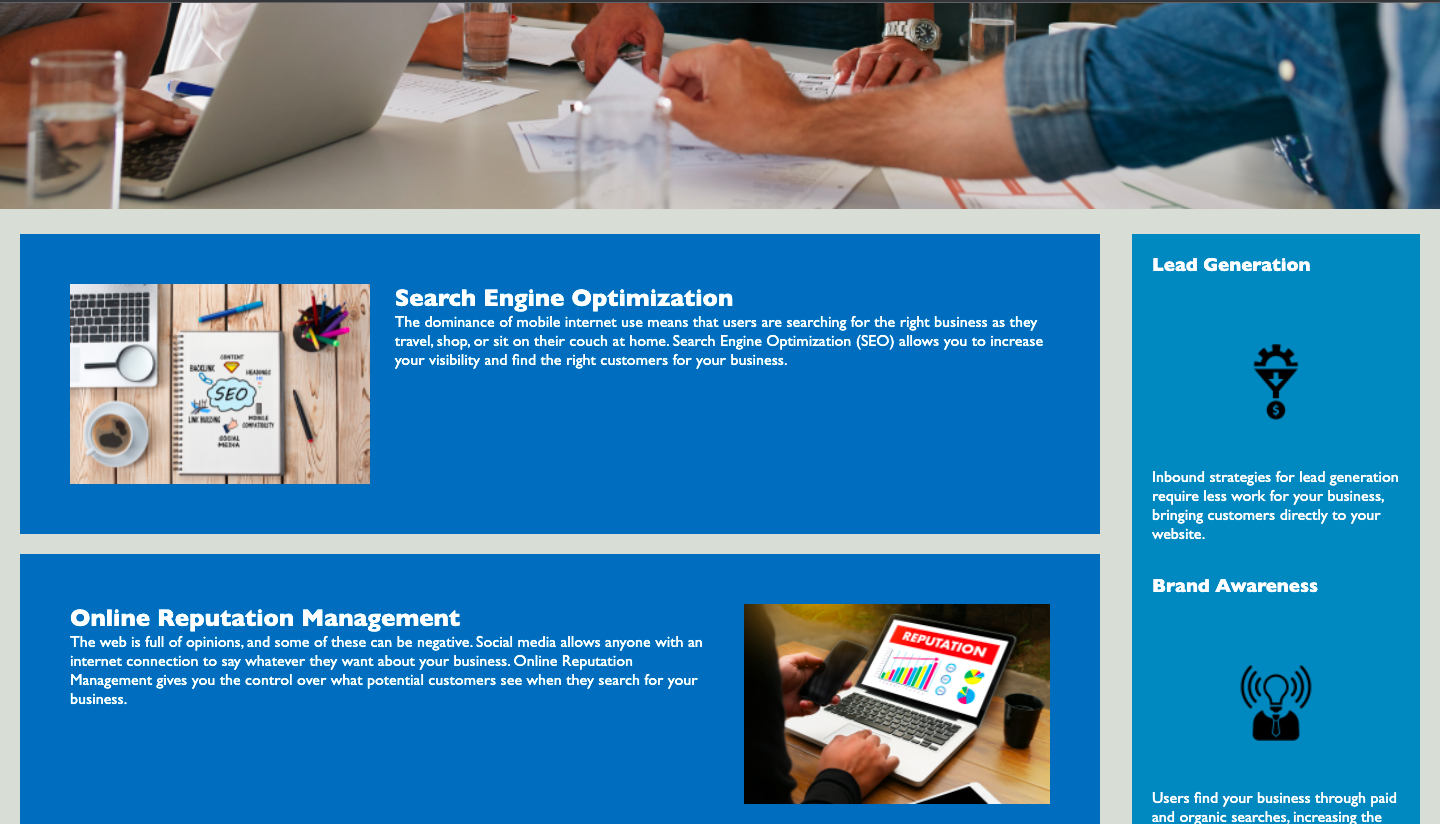 Search Engine Optimization
The dominance of mobile internet use means that users are searching for the right business as they
travel, shop, or sit on their couch at home. Search Engine Optimization (SEO) allows you to increase
your visibility and find the right customers for your business.
CONTENT
BACKLINK
HEADINGS
SEO
LINK BUILDING
MOBILE
COMPATIBILITY
SOCIAL
MEDIA
Online Reputation Management
The web is full of opinions, and some of these can be negative. Social media allows anyone with an
internet connection to say whatever they want about your business. Online Reputation
Management gives you the control over what potential customers see when they search for your
business.
REPUTATION
Lead Generation
$
Inbound strategies for lead generation
require less work for your business,
bringing customers directly to your
website.
Brand Awareness
Users find your business through paid
and organic searches, increasing the